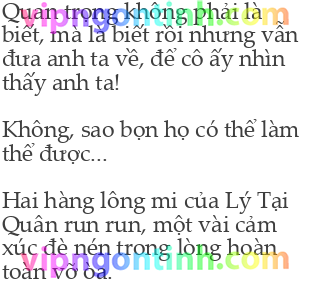 Quan trọng không phải là
vipngontinh.com
biết, mà là biết rồi nhưng vẫn
đưa anh ta về, để cô ấy nhìn
thấy anh ta!
Không, sao bọn họ có thể làm
thể được...
Hai hàng lông mi của Lý Tại
Quân run run, một vài cảm
xúc đè nén trong lòng hoàn
vipngontinh.com
toàn vỡ òa.